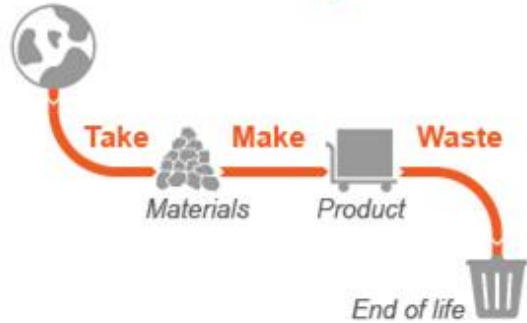 Take
Make
Waste
Materials
Product
End of life